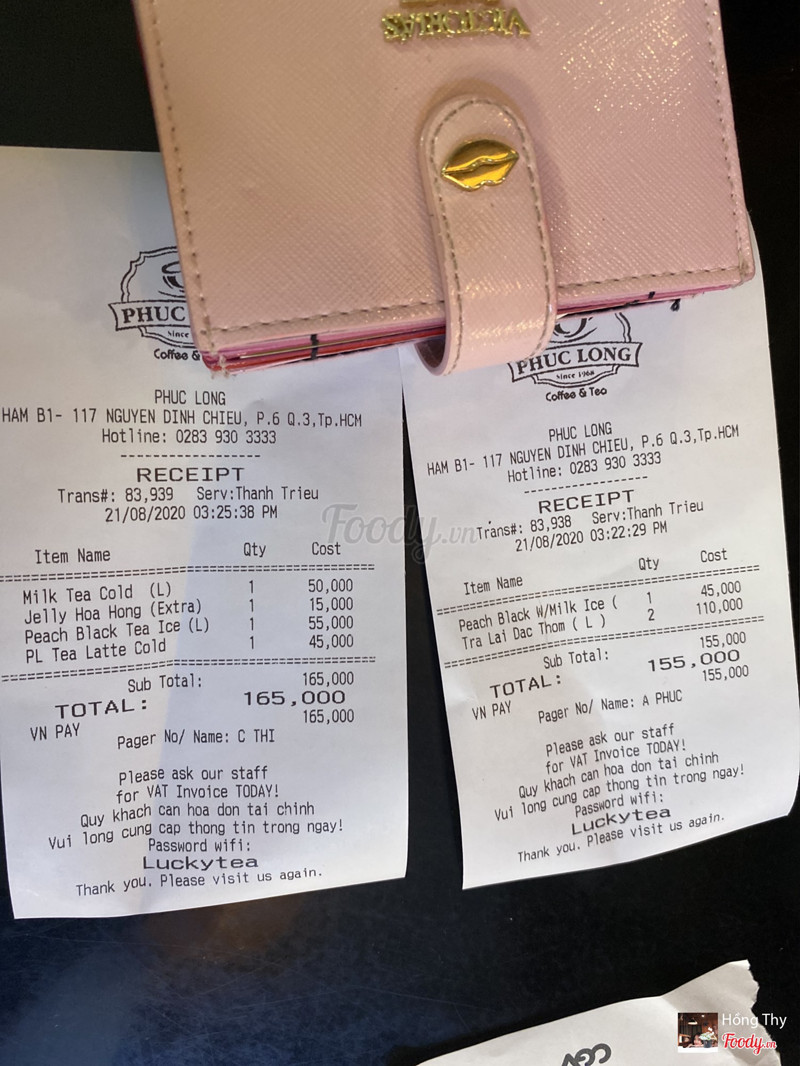 VICTORIA'S
PHUC
Since
Coffee &
PHUC LONG
HAM B1- 117 NGUYEN DINH CHIEU, P.6 Q.3,Tp.HCM
Hotline: 0283 930 3333
RECEIPT
Trans#: 83,939 Serv:Thanh Trieu
21/08/2020 03:25:38 PM
Item Name Qty Cost
Milk Tea Cold (L) 1 50,000
Jelly Hoa Hong (Extra) 1 15,000
Peach Black Tea Ice (L) 1 55,000
PL Tea Latte Cold 1 45,000
Sub Total: 165,000
TOTAL: 165,000
VN PAY 165,000
Pager No/ Name: C THI
Please ask our staff
for VAT Invoice TODAY!
Quy khach can hoa don tai chinh
Vui long cung cap thong tin trong ngay!
Password wifi:
Luckytea
Thank you. Please visit us again.
PHUC LONG
Since 1968
Coffee & Tea
PHUC LONG
HAM B1- 117 NGUYEN DINH CHIEU, P.6 Q.3,Tp.HCM
Hotline: 0283 930 3333
RECEIPT
Trans#: 83,938 Serv:Thanh Trieu
21/08/2020 03:22:29 PM
Item Name Qty Cost
Peach Black W/Milk Ice ( 1 45,000
Tra Lai Dac Thom ( L ) 2 110,000
Sub Total: 155,000
TOTAL: 155,000
VN PAY 155,000
Pager No/ Name: A PHUC
Please ask our staff
for VAT Invoice TODAY!
Quy khach can hoa don tai chinh
Vui long cung cap thong tin trong ngay!
Password wifi:
Luckytea
Thank you. Please visit us again.
Foody.vn
CGV
Hồng Thy
Foody.vn